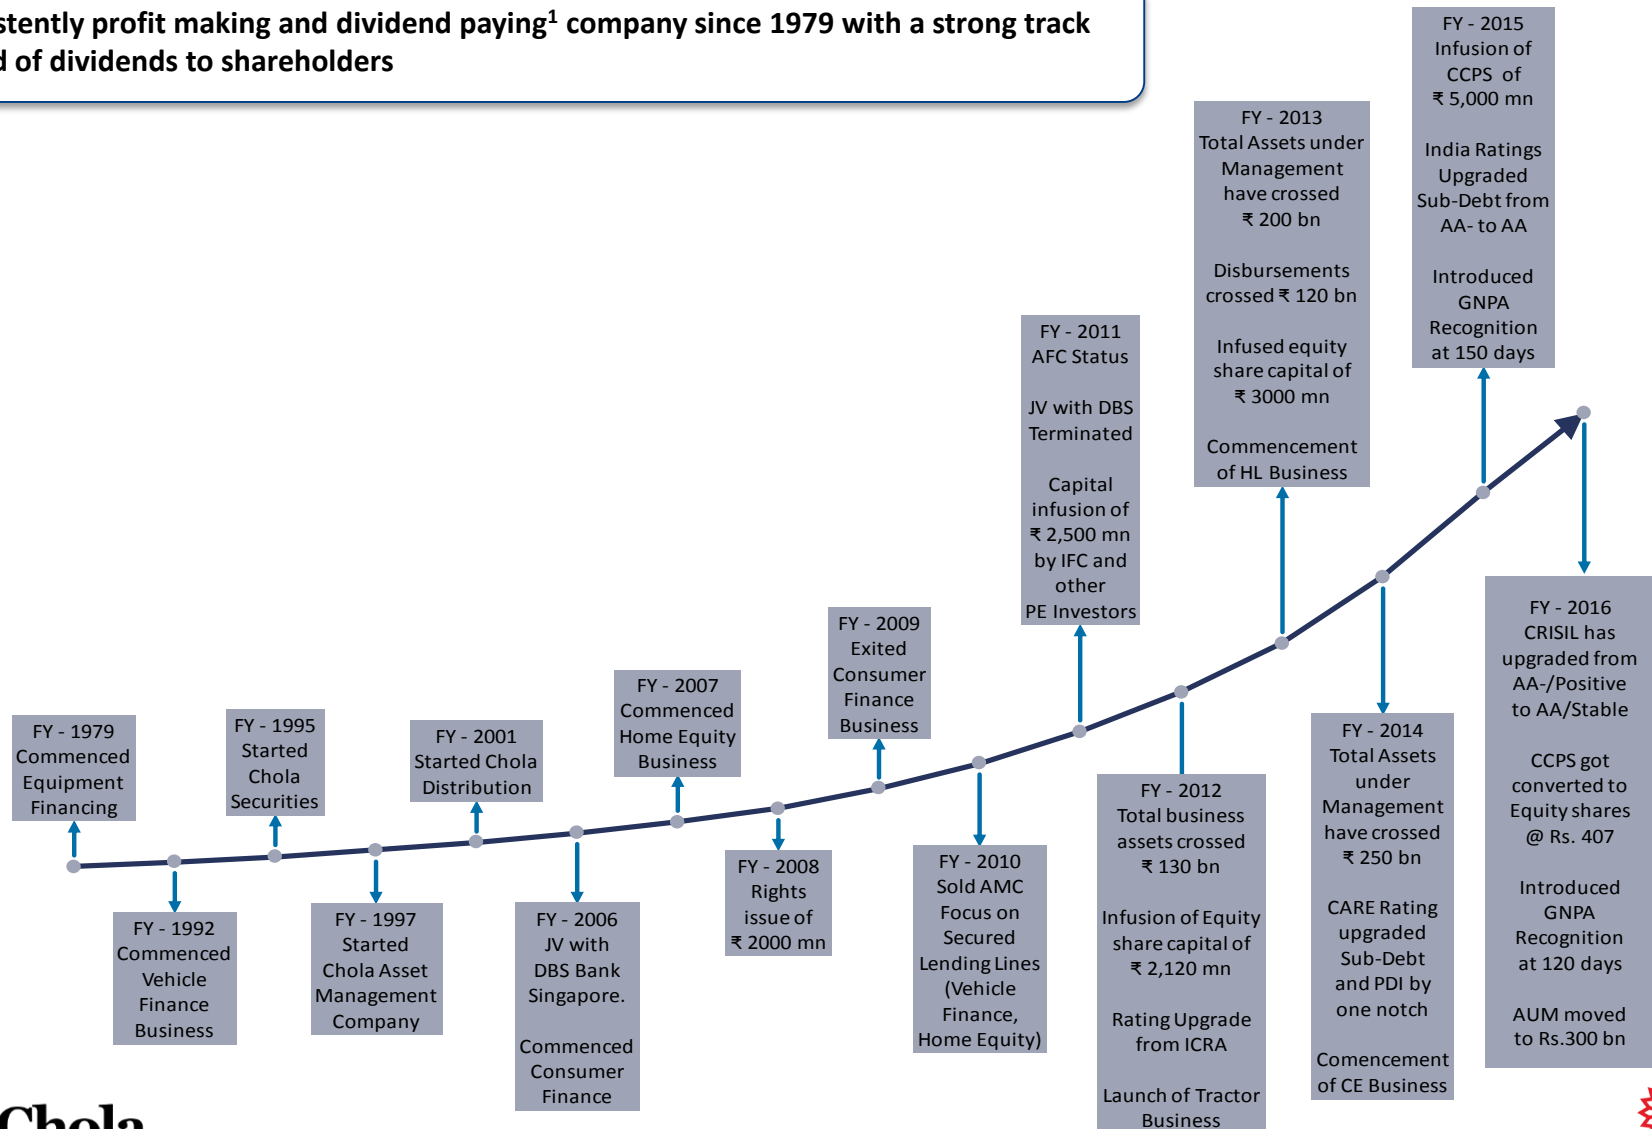 stently profit making and dividend paying¹ company since 1979 with a strong track
d of dividends to shareholders
FY - 1979
Commenced
Equipment
Financing
FY - 1992
Commenced
Vehicle
Finance
Business
FY - 1995
Started
Chola
Securities
FY - 1997
Started
Chola Asset
Management
Company
FY - 2001
Started Chola
Distribution
FY - 2006
JV with
DBS Bank
Singapore.
Commenced
Consumer
Finance
FY - 2007
Commenced
Home Equity
Business
FY - 2008
Rights
issue of
₹ 2000 mn
FY - 2009
Exited
Consumer
Finance
Business
FY - 2010
Sold AMC
Focus on
Secured
Lending Lines
(Vehicle
Finance,
Home Equity)
FY - 2011
AFC Status
JV with DBS
Terminated
Capital
infusion of
₹ 2,500 mn
by IFC and
other
PE Investors
FY - 2012
Total business
assets crossed
₹ 130 bn
Infusion of Equity
share capital of
₹ 2,120 mn
Rating Upgrade
from ICRA
Launch of Tractor
Business
FY - 2013
Total Assets under
Management
have crossed
₹ 200 bn
Disbursements
crossed ₹ 120 bn
Infused equity
share capital of
₹ 3000 mn
Commencement
of HL Business
FY - 2014
Total Assets
under
Management
have crossed
₹ 250 bn
CARE Rating
upgraded
Sub-Debt
and PDI by
one notch
Comencement
of CE Business
FY - 2015
Infusion of
CCPS of
₹ 5,000 mn
India Ratings
Upgraded
Sub-Debt from
AA- to AA
Introduced
GNPA
Recognition
at 150 days
FY - 2016
CRISIL has
upgraded from
AA-/Positive
to AA/Stable
CCPS got
converted to
Equity shares
@ Rs. 407
Introduced
GNPA
Recognition
at 120 days
AUM moved
to Rs.300 bn
Chola